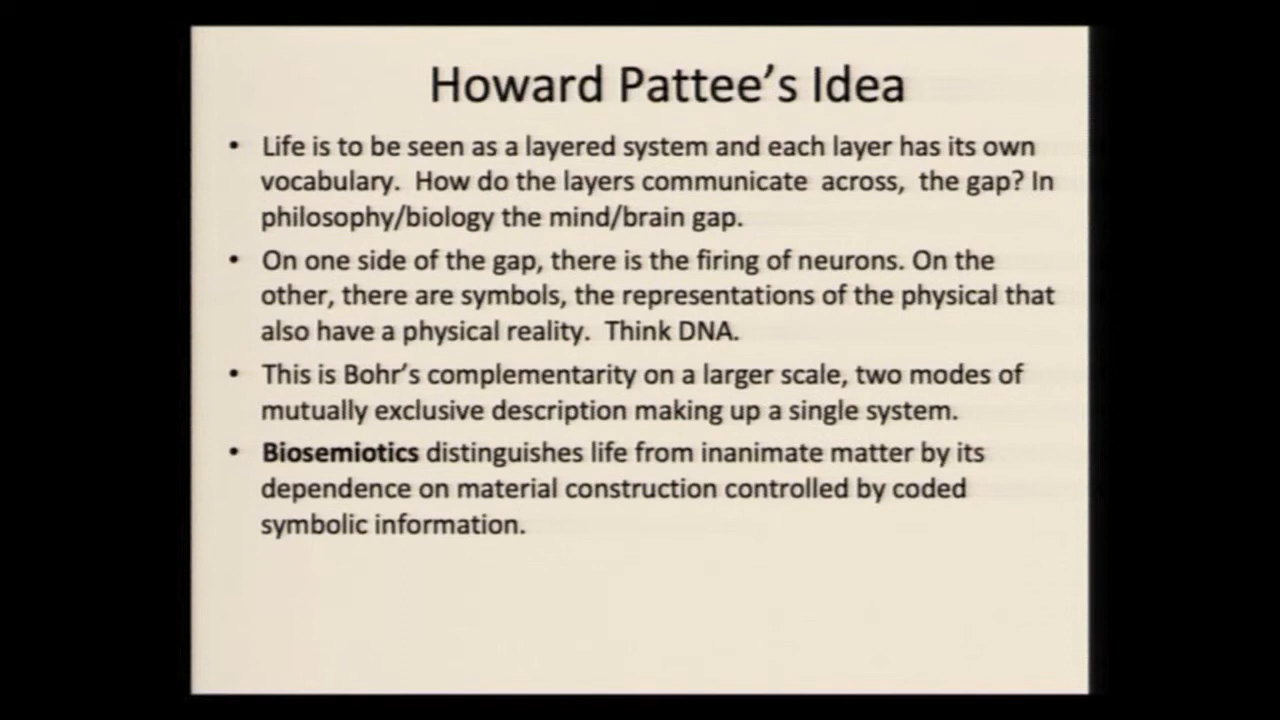 Howard Pattee's Idea
• Life is to be seen as a layered system and each layer has its own
vocabulary.  How do the layers communicate  across,  the gap? In
philosophy/biology the mind/brain gap.
• On one side of the gap, there is the firing of neurons. On the
other, there are symbols, the representations of the physical that
also have a physical reality.  Think DNA.
• This is Bohr's complementarity on a larger scale, two modes of
mutually exclusive description making up a single system.
• Biosemiotics distinguishes life from inanimate matter by its
dependence on material construction controlled by coded
symbolic information.